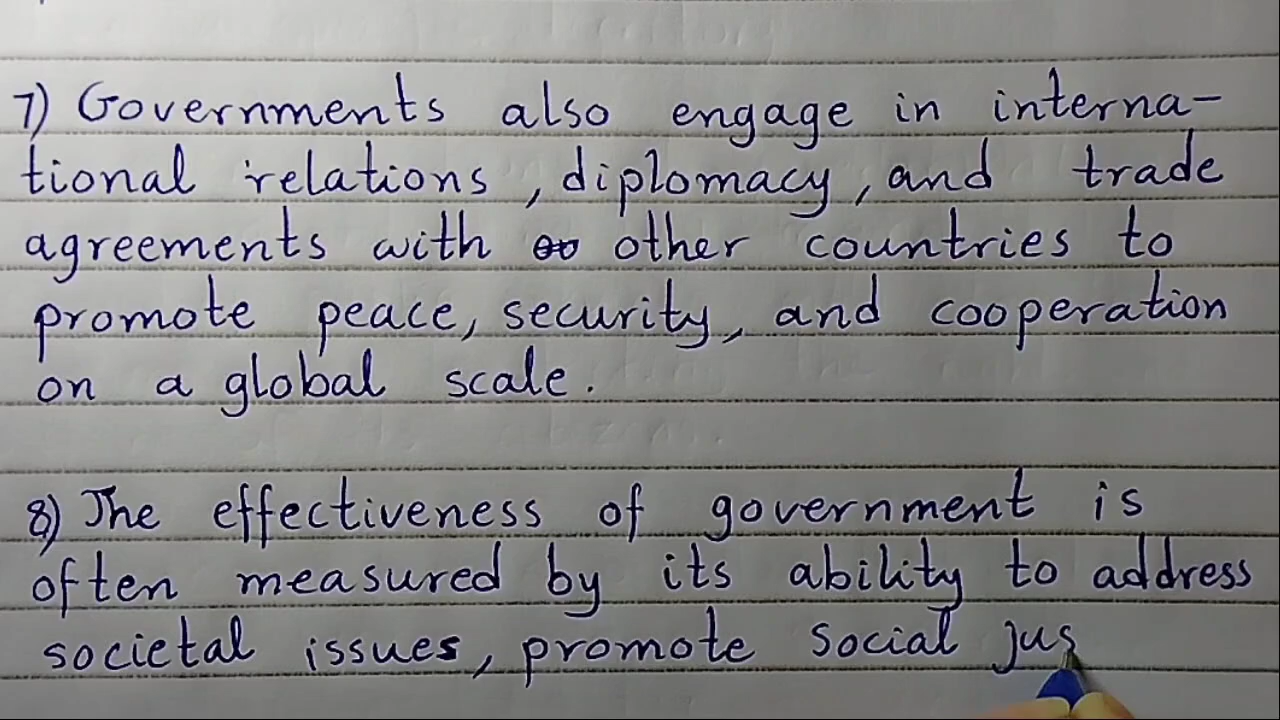 7) Governments also engage in interna-
tional relations, diplomacy, and trade
agreements with other countries to
promote peace, security, and cooperation
on a global scale.
8) The effectiveness of government is
often measured by its ability to address
societal issues, promote social jus